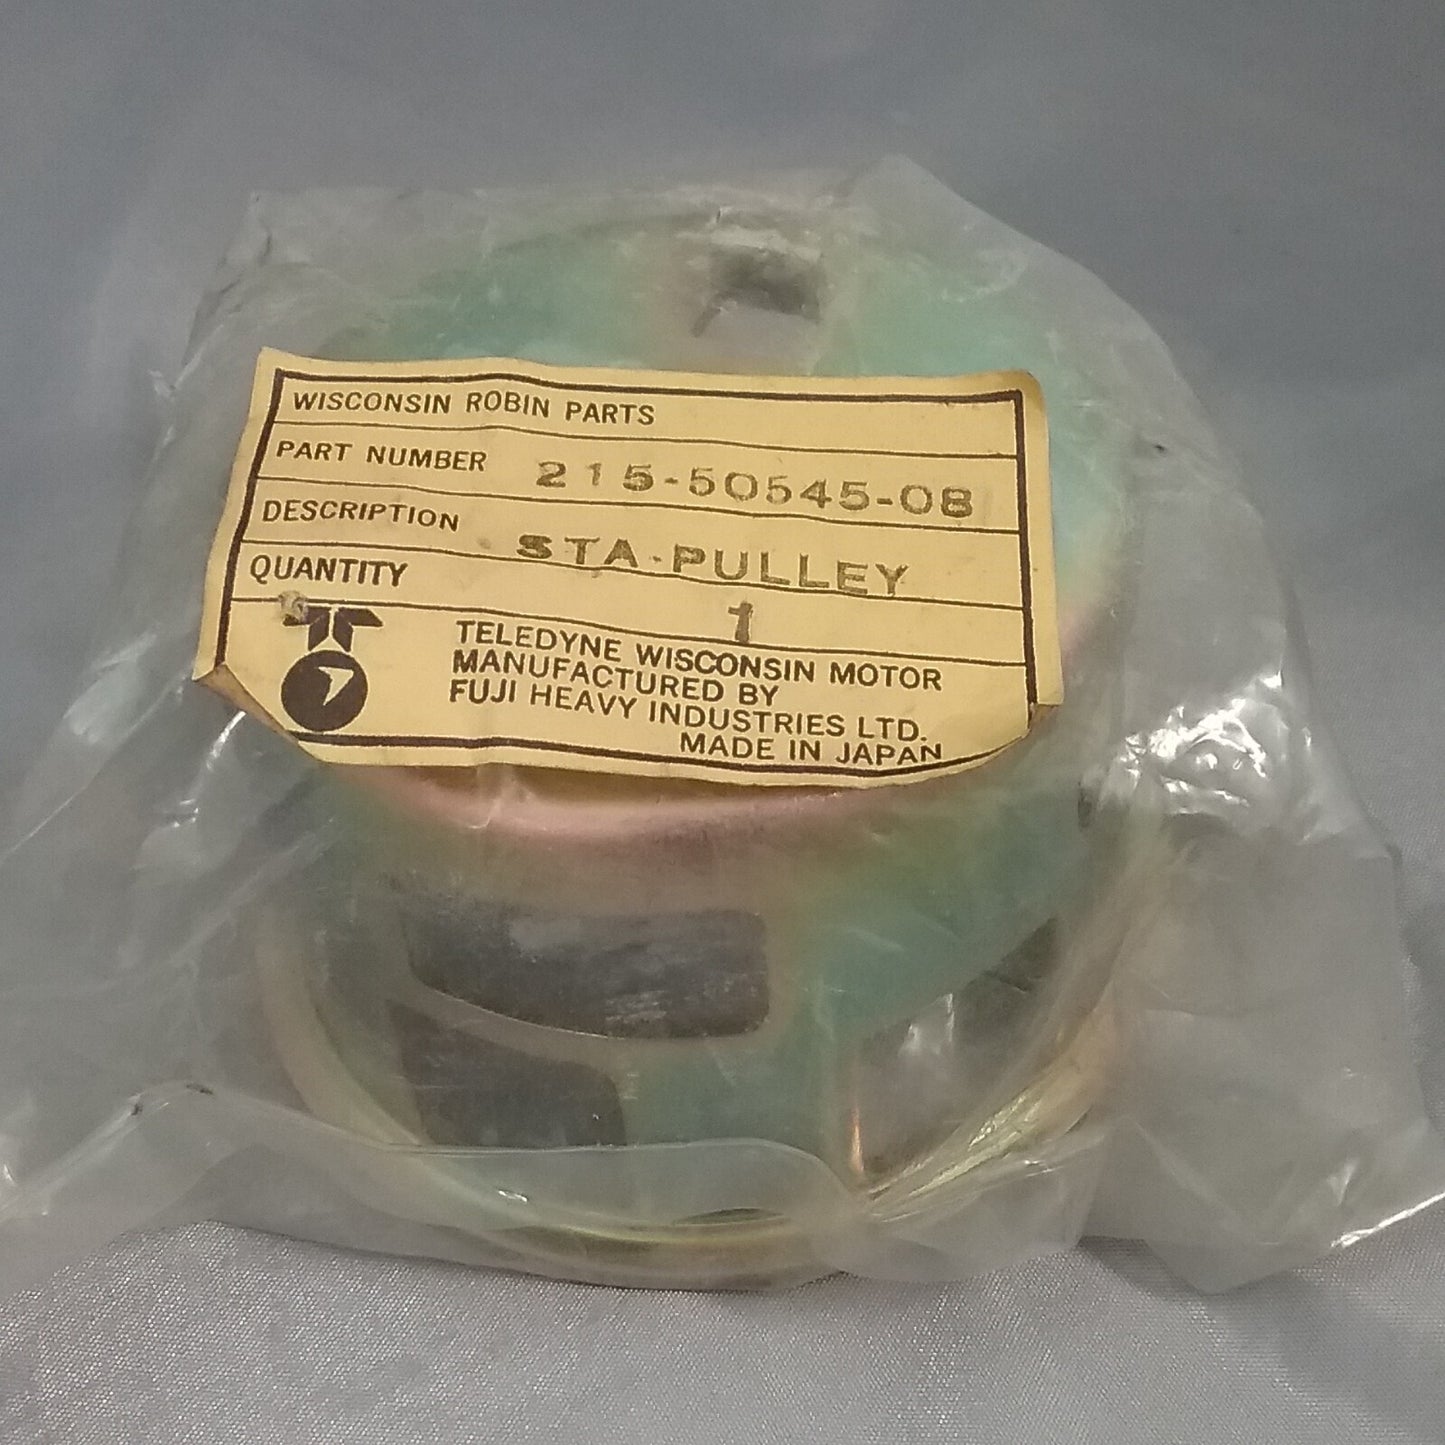 WISCONSIN ROBIN PARTS
PART NUMBER 215-50545-08
DESCRIPTION STA-PULLEY
QUANTITY 1
TELEDYNE WISCONSIN MOTOR
MANUFACTURED BY
FUJI HEAVY INDUSTRIES LTD.
MADE IN JAPAN